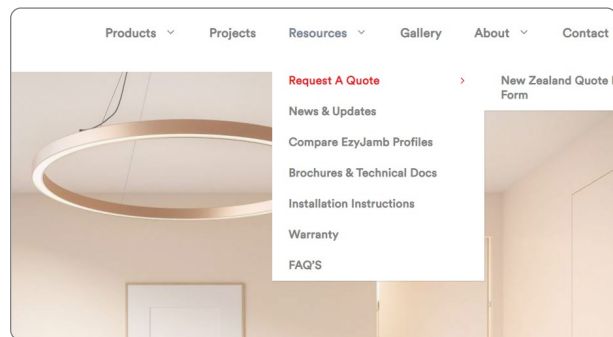 Products Projects Resources Gallery About Contact
Request A Quote
New Zealand Quote
Form
News & Updates
Compare EzyJamb Profiles
Brochures & Technical Docs
Installation Instructions
Warranty
FAQ'S